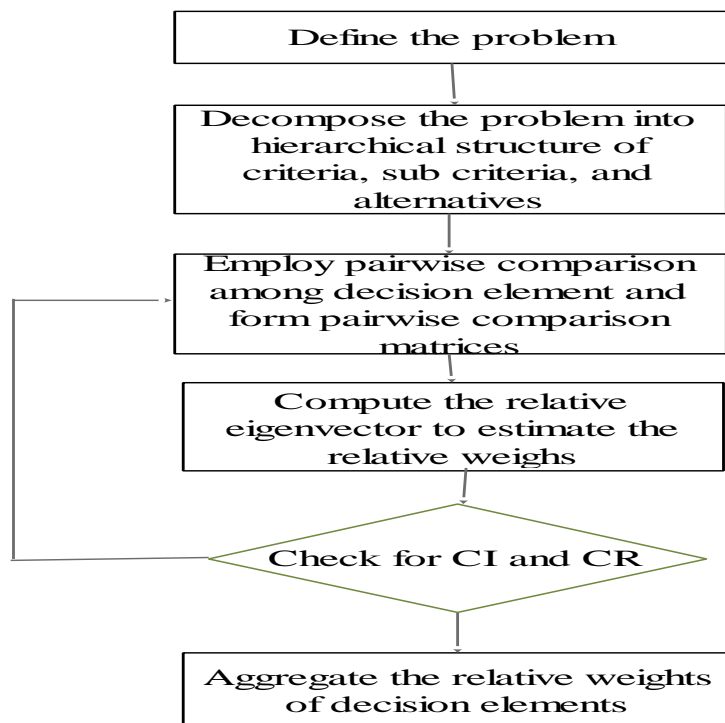 Define the problem
Decompose the problem into
hierarchical structure of
criteria, sub criteria, and
alternatives
Employ pairwise comparison
among decision element and
form pairwise comparison
matrices
Compute the relative
eigenvector to estimate the
relative weighs
Check for CI and CR
Aggregate the relative weights
of decision elements